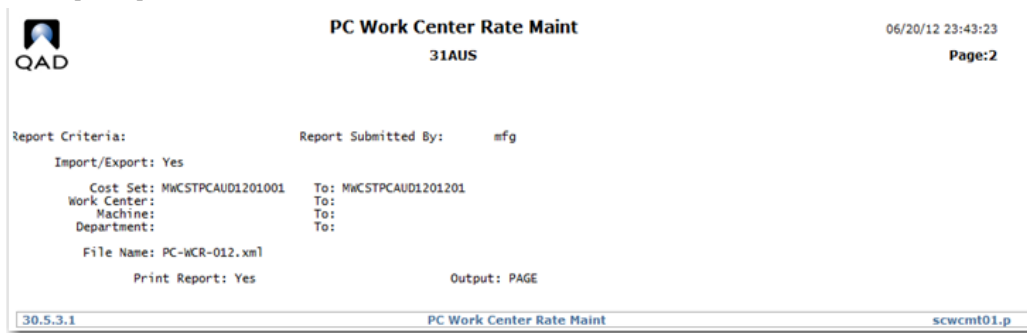 PC Work Center Rate Maint
06/20/12 23:43:23
QAD
31AUS
Page:2
Report Criteria: Report Submitted By: mfg
Import/Export: Yes
Cost Set: MWCSTPCAUD1201001 To: MWCSTPCAUD1201201
Work Center: To:
Machine: To:
Department: To:
File Name: PC-WCR-012.xml
Print Report: Yes Output: PAGE
30.5.3.1 PC Work Center Rate Maint scwcmt01.p